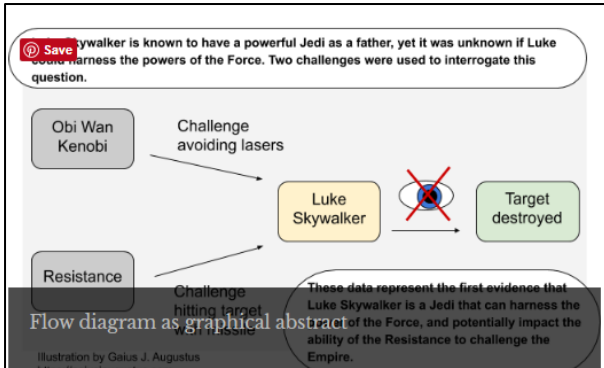 Save
Skywalker is known to have a powerful Jedi as a father, yet it was unknown if Luke
could harness the powers of the Force. Two challenges were used to interrogate this
question.
Obi Wan
Kenobi
Challenge
avoiding lasers
Luke
Skywalker
Target
destroyed
Resistance
Challenge
hitting target
with missile
These data represent the first evidence that
Luke Skywalker is a Jedi that can harness the
of the Force, and potentially impact the
ability of the Resistance to challenge the
Empire.
Flow diagram as graphical abstract
Illustration by Gaius J. Augustus